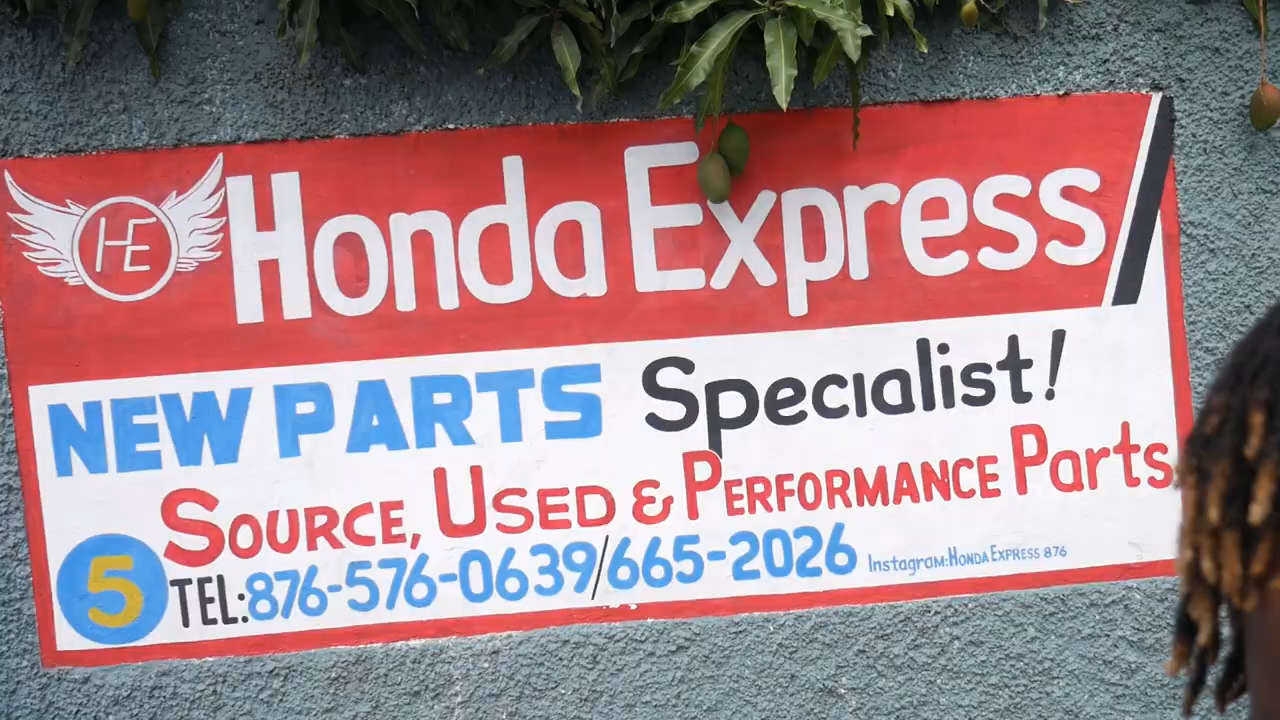 HE Honda Express
NEW PARTS Specialist!
Source, Used & Performance Parts
5 TEL:876-576-0639/665-2026 Instagram:Honda Express 876